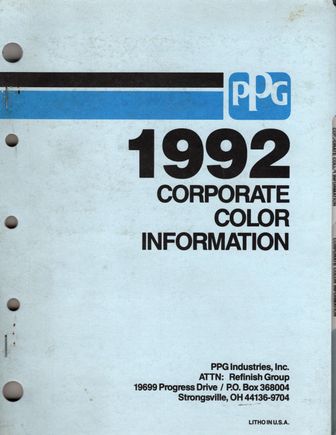 PPG
1992
CORPORATE
COLOR
INFORMATION
PPG Industries, Inc.
ATTN: Refinish Group
19699 Progress Drive / P.O. Box 368004
Strongsville, OH 44136-9704
LITHO IN U.S.A.